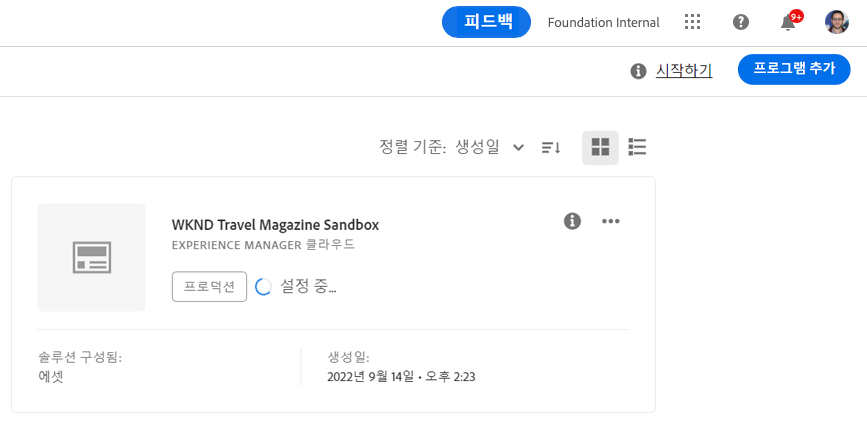 피드백 Foundation Internal 9+
시작하기 프로그램 추가
정렬 기준: 생성일
WKND Travel Magazine Sandbox
EXPERIENCE MANAGER 클라우드
프로덕션 설정 중...
솔루션 구성됨: 생성일:
에셋 2022년 9월 14일 • 오후 2:23